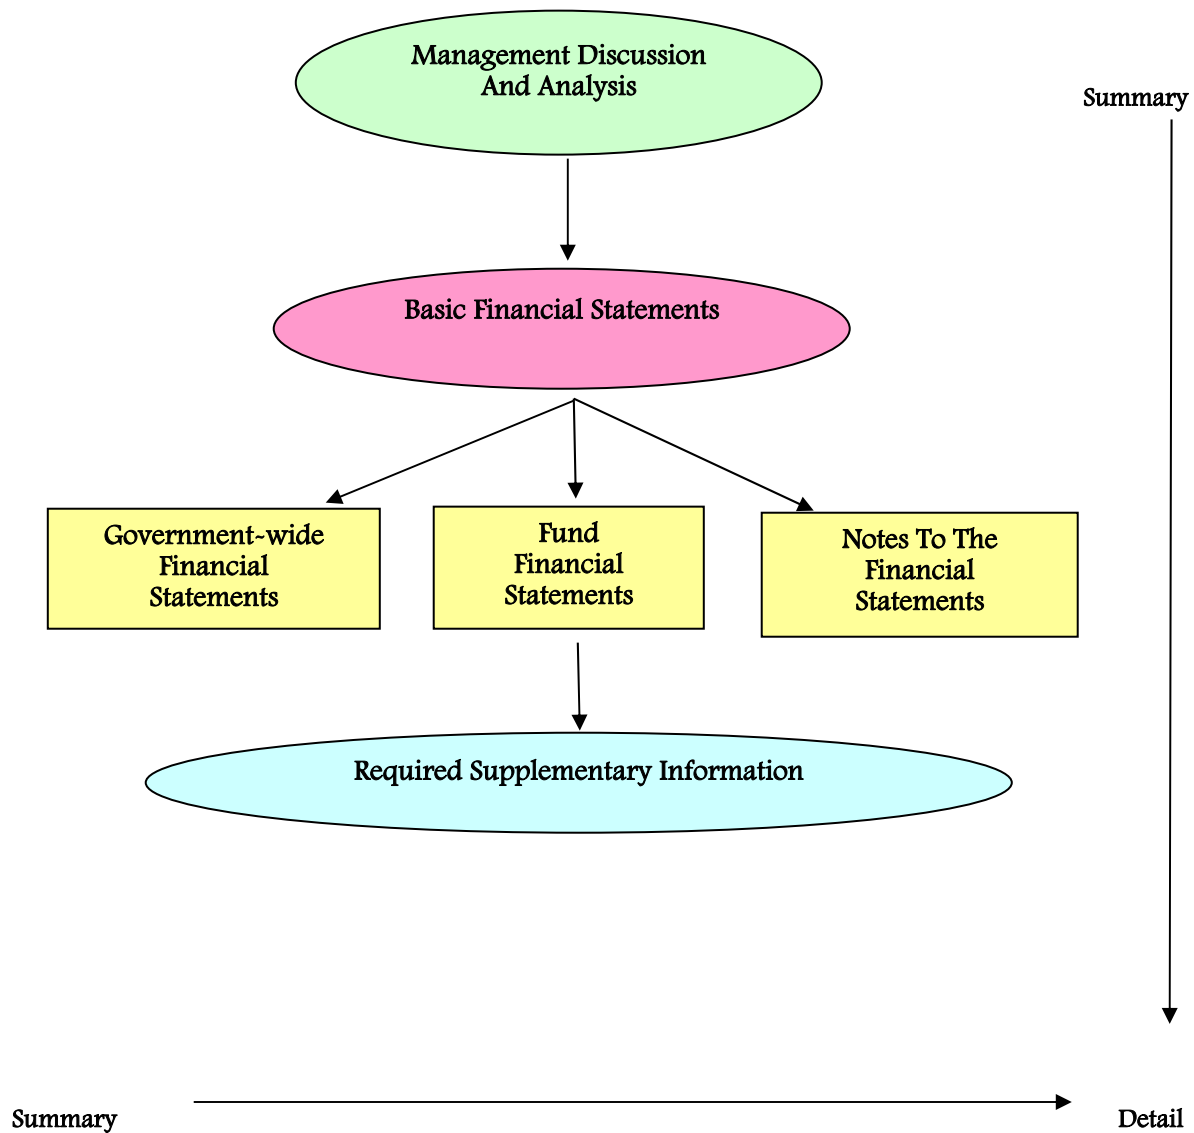 Management Discussion
And Analysis
Summary
Basic Financial Statements
Government-wide
Financial
Statements
Fund
Financial
Statements
Notes To The
Financial
Statements
Required Supplementary Information
Summary
Detail